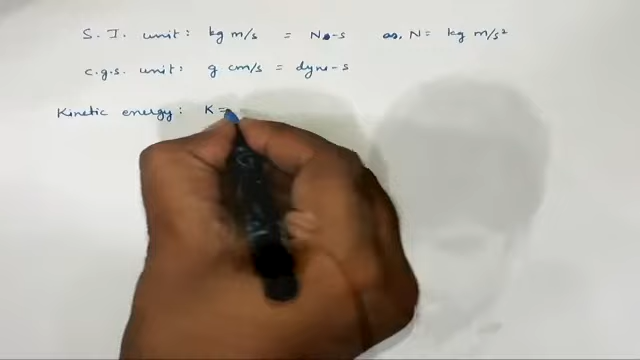 S.I. unit: kg m/s = N-s as, N = kg m/s²
c.g.s. unit: g cm/s = dyne-s
Kinetic energy: K =